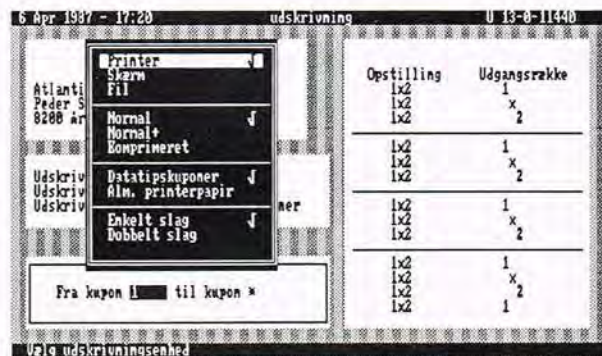 6 Apr 1987 - 17:20 udskrivning U 13-0-11440
Printer √
Skærm
Fil
Normal √
Normal+
Komprimeret
Datatipskuponer √
Alm. printerpapir
Enkelt slag √
Dobbelt slag
Atlanti
Peder S
8200 Ar
Udskriv
Udskriv
Udskriv ner
Fra kupon 1 til kupon *
Opstilling Udgangsrække
1x2 1
1x2 x
1x2 2
1x2 1
1x2 x
1x2 2
1x2 1
1x2 x
1x2 2
1x2 1
1x2 x
1x2 2
1x2 1
Vælg udskrivningsenhed